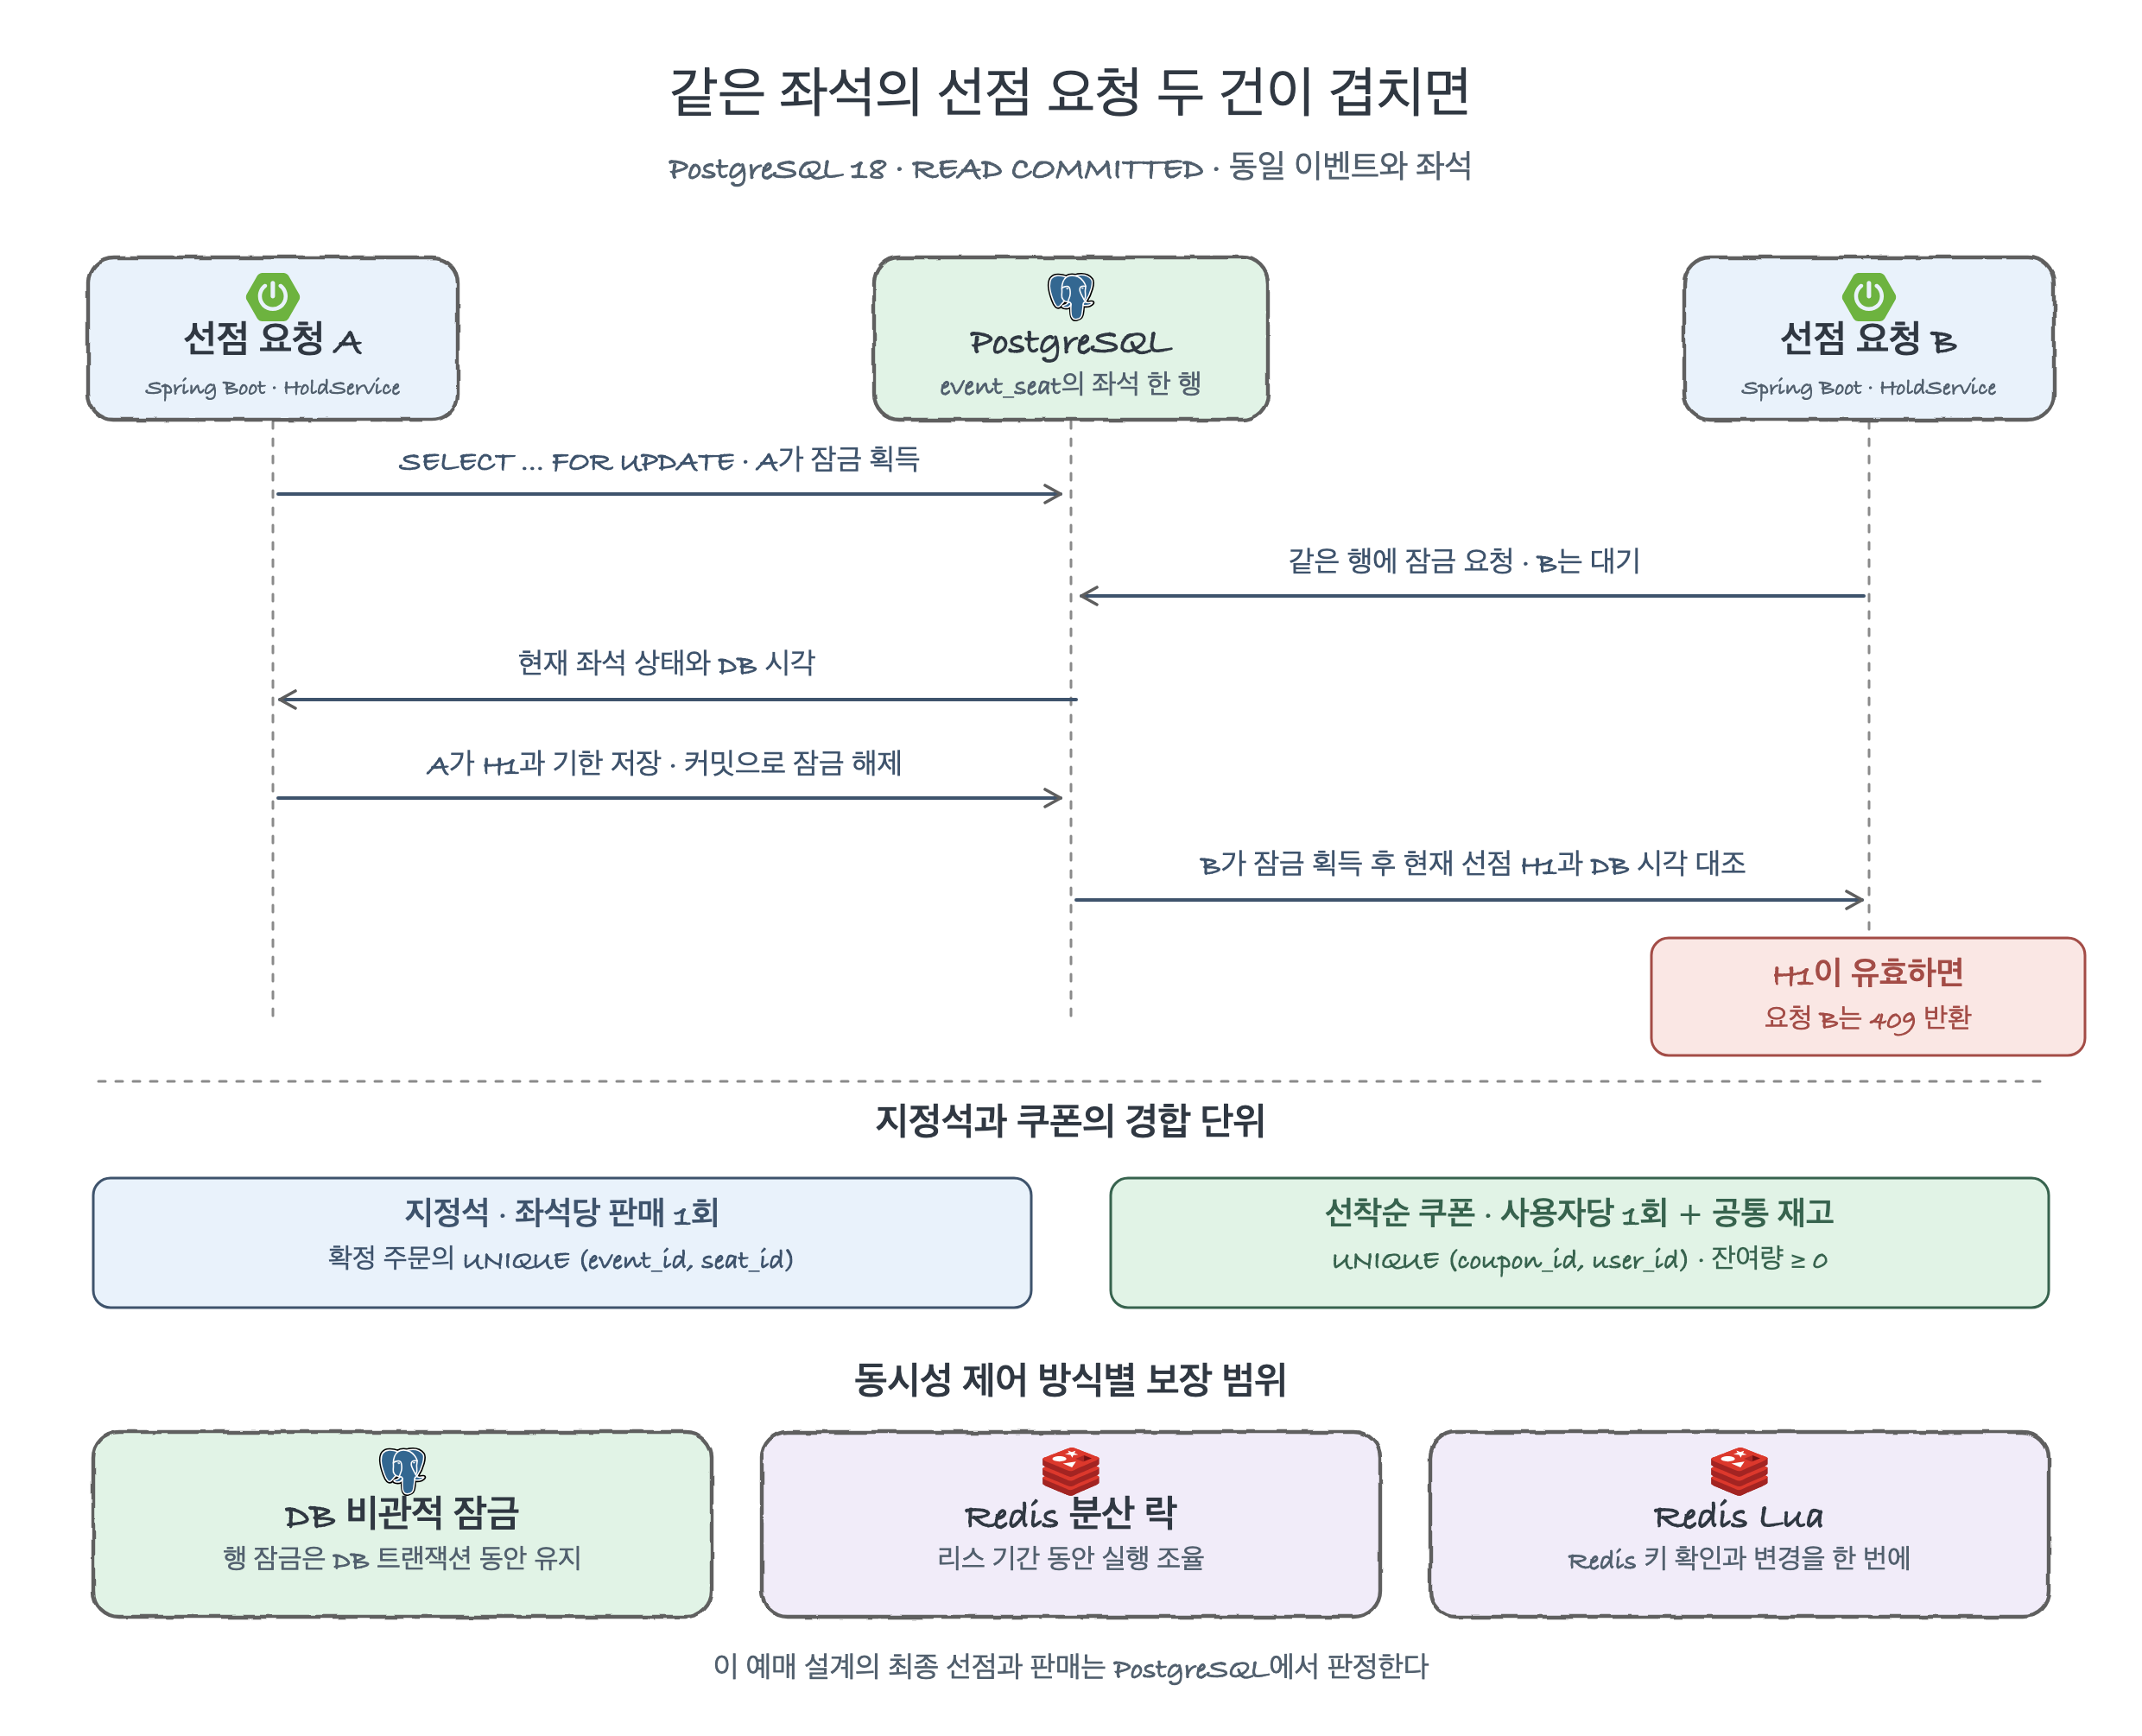 같은 좌석의 선점 요청 두 건이 겹치면
PostgreSQL 18 · READ COMMITTED · 동일 이벤트와 좌석
선점 요청 A
Spring Boot · HoldService
PostgreSQL
event_seat의 좌석 한 행
선점 요청 B
Spring Boot · HoldService
SELECT ... FOR UPDATE · A가 잠금 획득
같은 행에 잠금 요청 · B는 대기
현재 좌석 상태와 DB 시각
A가 H1과 기한 저장 · 커밋으로 잠금 해제
B가 잠금 획득 후 현재 선점 H1과 DB 시각 대조
H1이 유효하면
요청 B는 409 반환
지정석과 쿠폰의 경합 단위
지정석 · 좌석당 판매 1회
확정 주문의 UNIQUE (event_id, seat_id)
선착순 쿠폰 · 사용자당 1회 + 공통 재고
UNIQUE (coupon_id, user_id) · 잔여량 ≥ 0
동시성 제어 방식별 보장 범위
DB 비관적 잠금
행 잠금은 DB 트랜잭션 동안 유지
Redis 분산 락
리스 기간 동안 실행 조율
Redis Lua
Redis 키 확인과 변경을 한 번에
이 예매 설계의 최종 선점과 판매는 PostgreSQL에서 판정한다